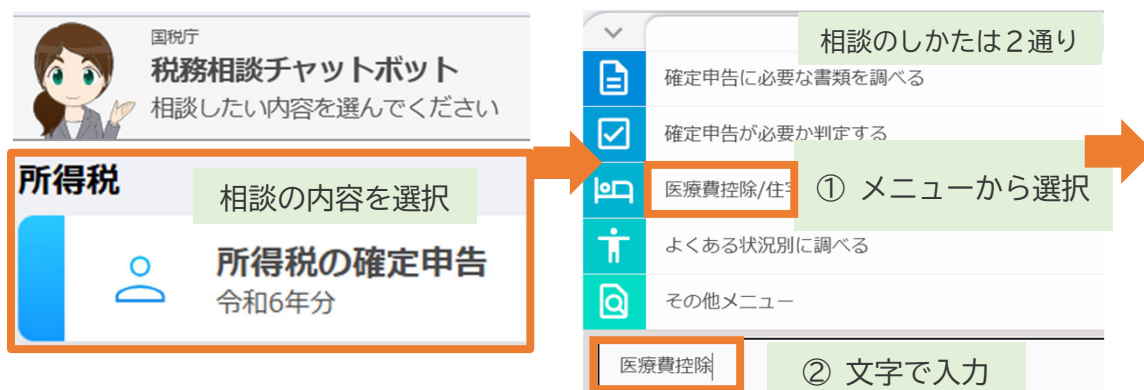 国税庁
税務相談チャットボット
相談したい内容を選んでください
所得税
相談の内容を選択
所得税の確定申告
令和6年分
相談のしかたは2通り
確定申告に必要な書類を調べる
確定申告が必要か判定する
医療費控除/住
① メニューから選択
よくある状況別に調べる
その他メニュー
医療費控除
② 文字で入力